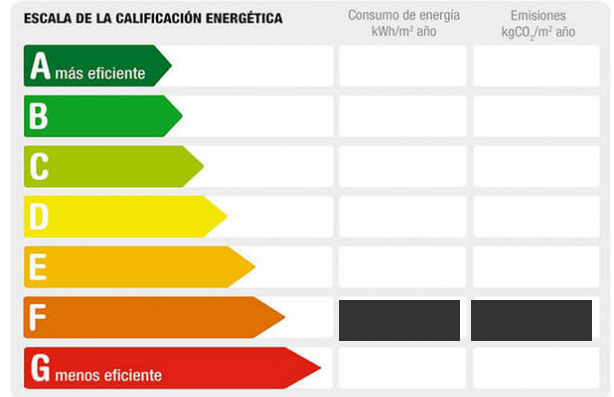 ESCALA DE LA CALIFICACIÓN ENERGÉTICA
Consumo de energía
kWh/m² año
Emisiones
kgCO₂/m² año
A más eficiente
B
C
D
E
F
G menos eficiente